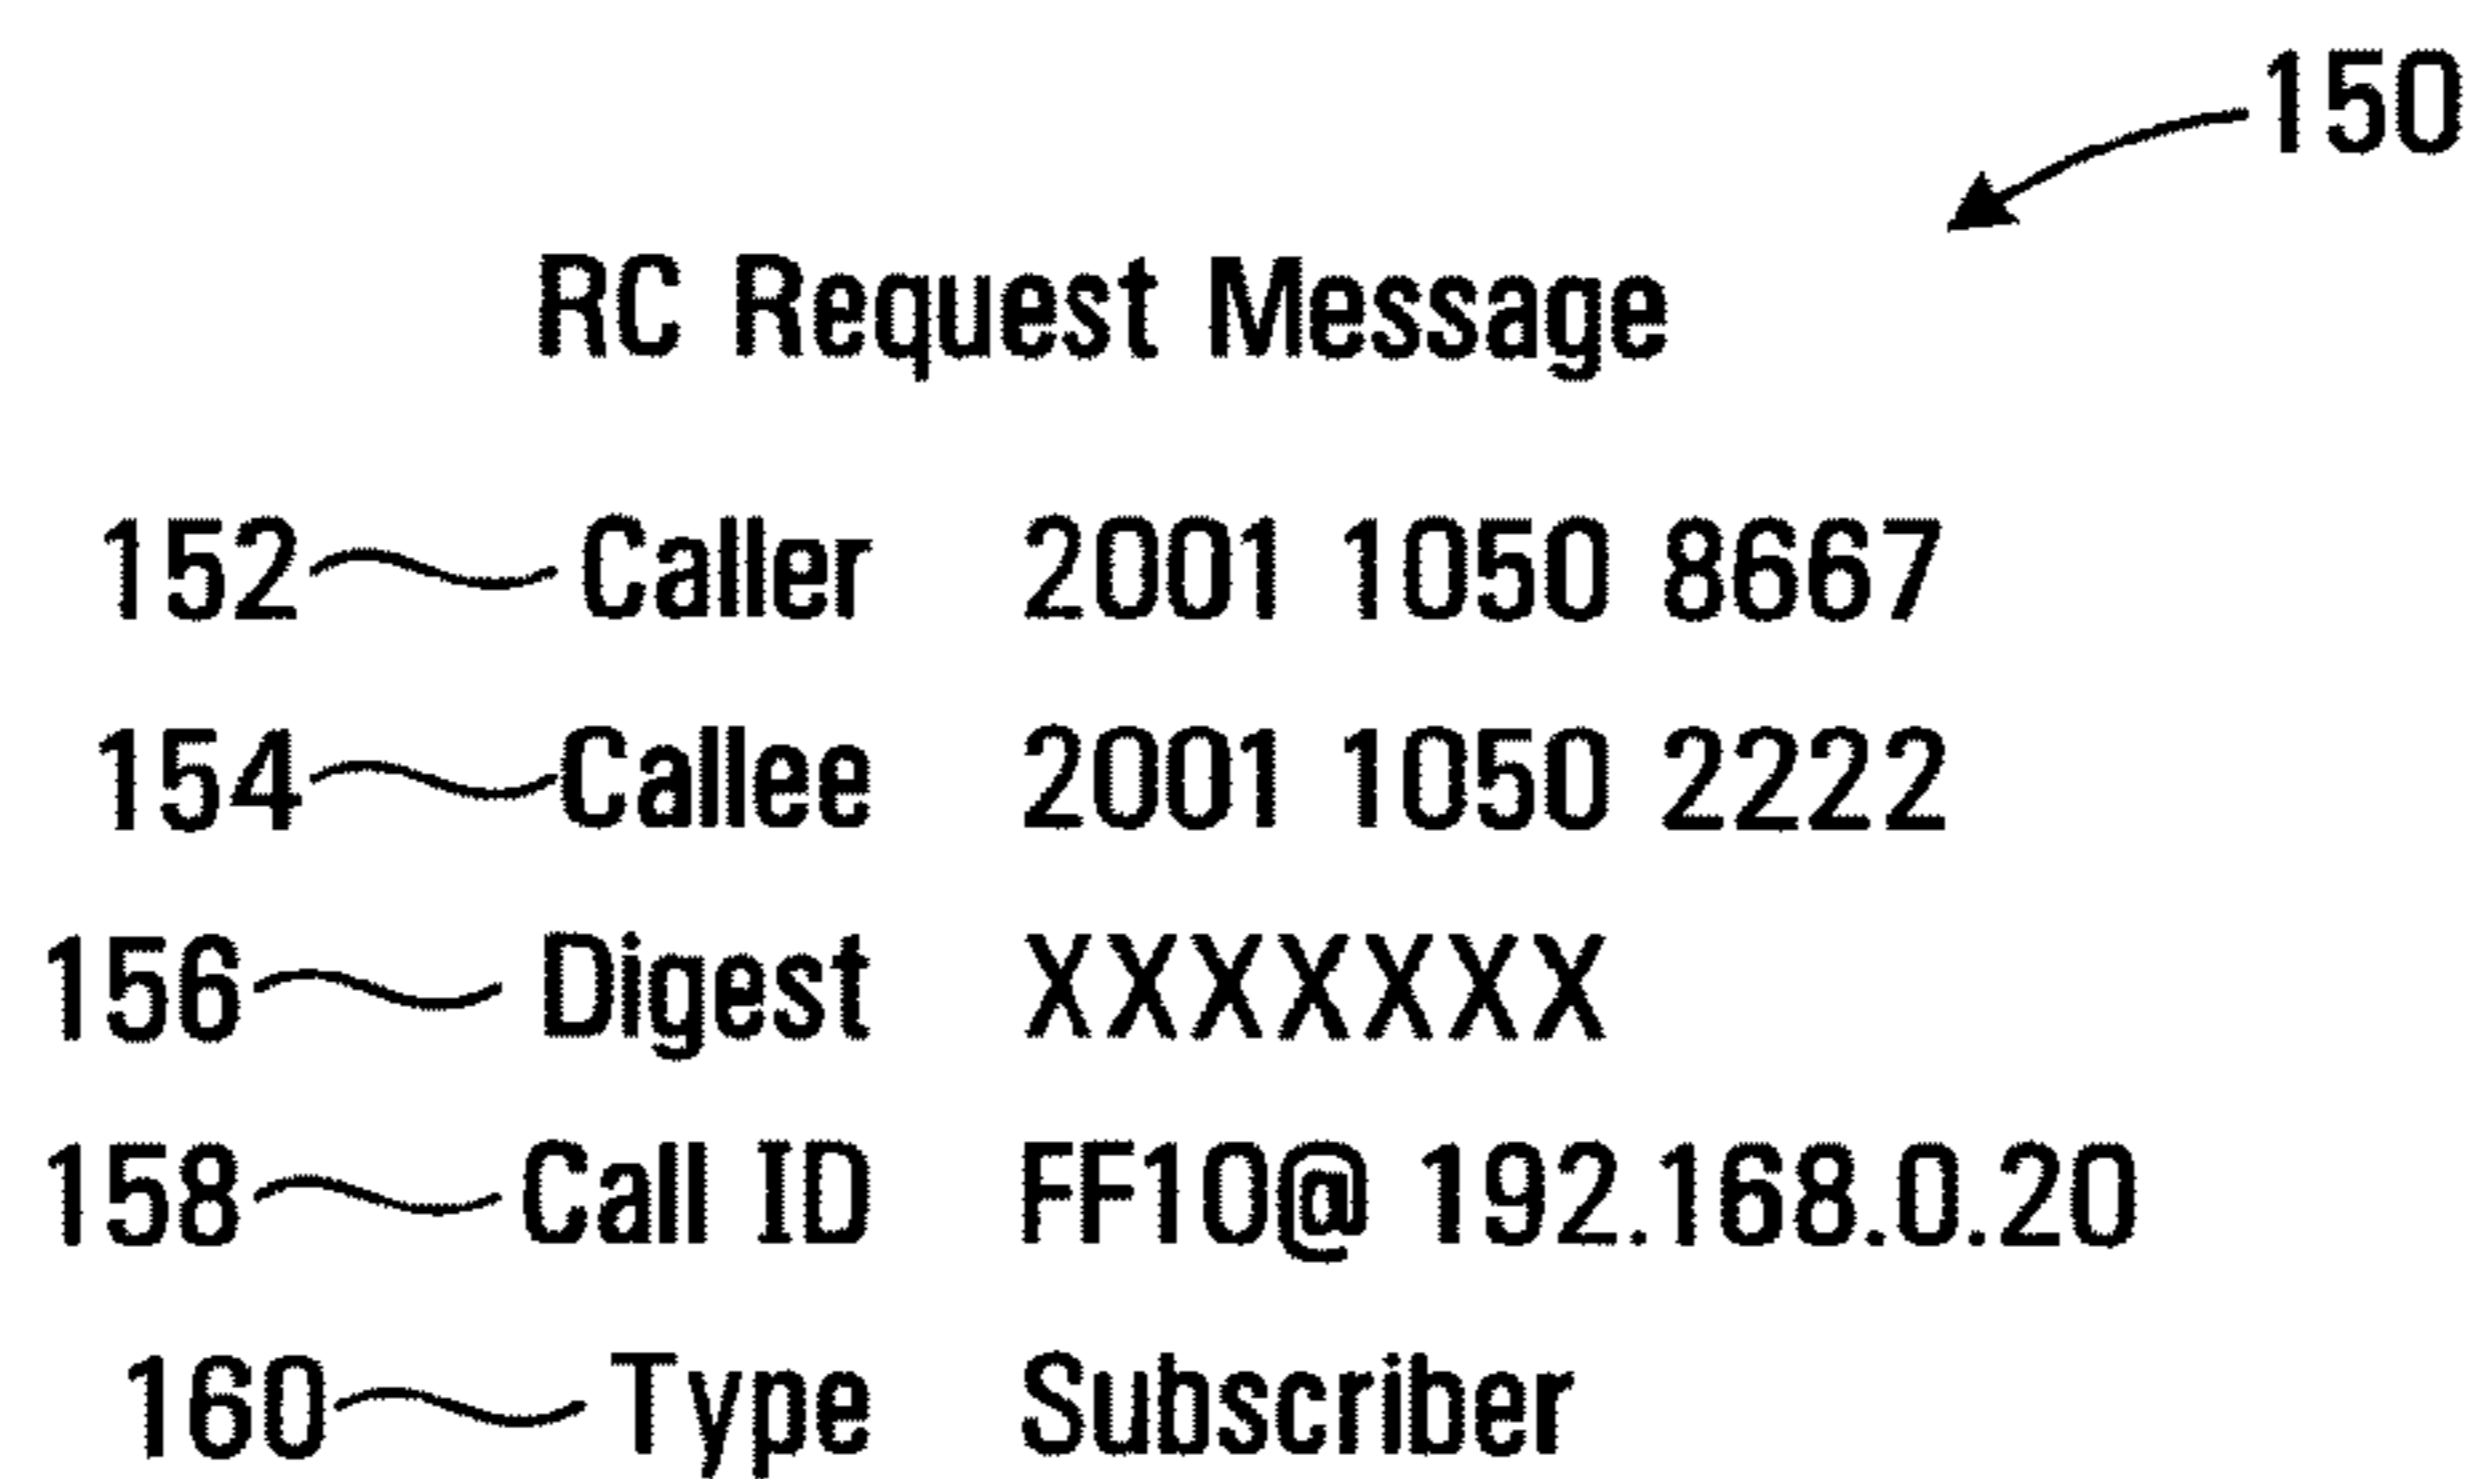 150
RC Request Message
152 Caller 2001 1050 8667
154 Callee 2001 1050 2222
156 Digest XXXXXXX
158 Call ID FF10@ 192.168.0.20
160 Type Subscriber